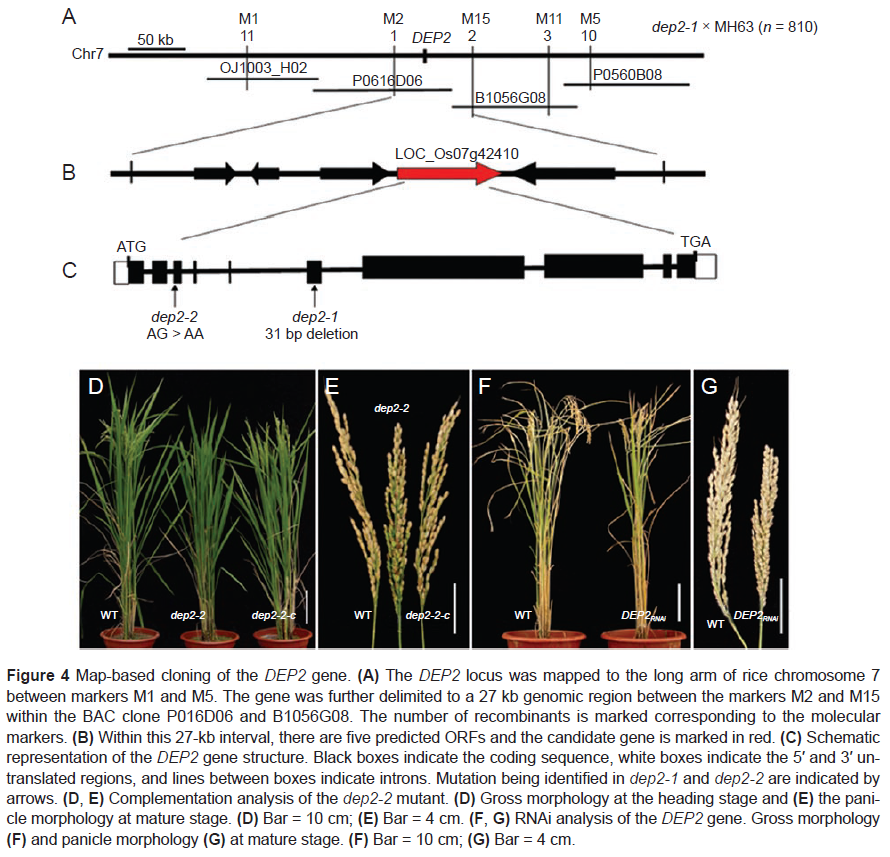 A
M1 M2 M15 M11 M5
11 1 DEP2 2 3 10
dep2-1 × MH63 (n = 810)
50 kb
Chr7
OJ1003_H02
P0616D06
B1056G08
P0560B08
B
LOC_Os07g42410
C
ATG
TGA
dep2-2
AG > AA
dep2-1
31 bp deletion
D
WT
dep2-2
dep2-2-c
E
dep2-2
WT
dep2-2-c
F
WT
DEP2RNAi
G
WT
DEP2RNAi
Figure 4 Map-based cloning of the DEP2 gene. (A) The DEP2 locus was mapped to the long arm of rice chromosome 7
between markers M1 and M5. The gene was further delimited to a 27 kb genomic region between the markers M2 and M15
within the BAC clone P016D06 and B1056G08. The number of recombinants is marked corresponding to the molecular
markers. (B) Within this 27-kb interval, there are five predicted ORFs and the candidate gene is marked in red. (C) Schematic
representation of the DEP2 gene structure. Black boxes indicate the coding sequence, white boxes indicate the 5′ and 3′ un-
translated regions, and lines between boxes indicate introns. Mutation being identified in dep2-1 and dep2-2 are indicated by
arrows. (D, E) Complementation analysis of the dep2-2 mutant. (D) Gross morphology at the heading stage and (E) the pani-
cle morphology at mature stage. (D) Bar = 10 cm; (E) Bar = 4 cm. (F, G) RNAi analysis of the DEP2 gene. Gross morphology
(F) and panicle morphology (G) at mature stage. (F) Bar = 10 cm; (G) Bar = 4 cm.